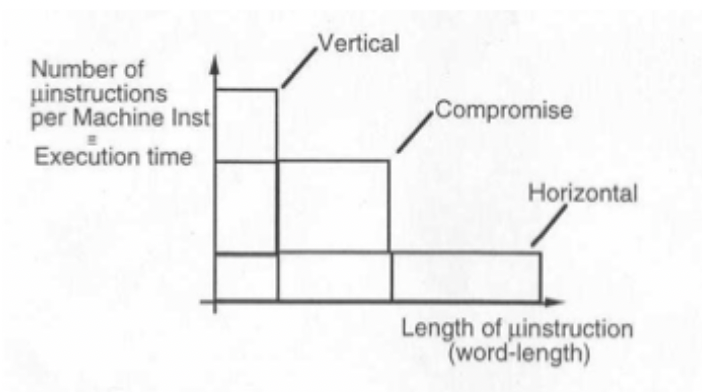 Vertical
Number of
μinstructions
per Machine Inst
≡
Execution time
Compromise
Horizontal
Length of μinstruction
(word-length)